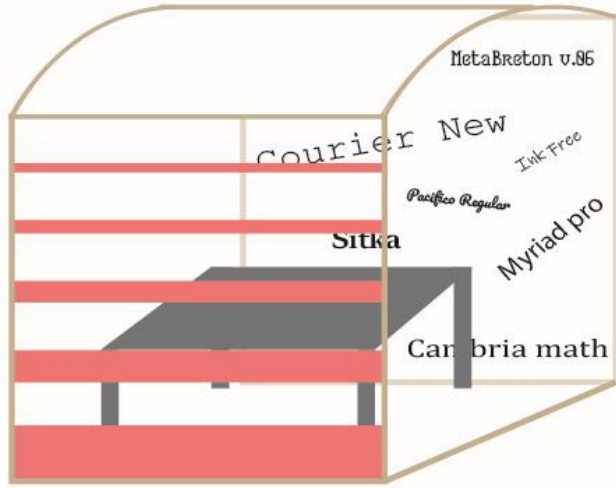 MetaBreton v.06
Courier New
Ink Free
Pacifico Regular
Sitka
Myriad pro
Cambria math